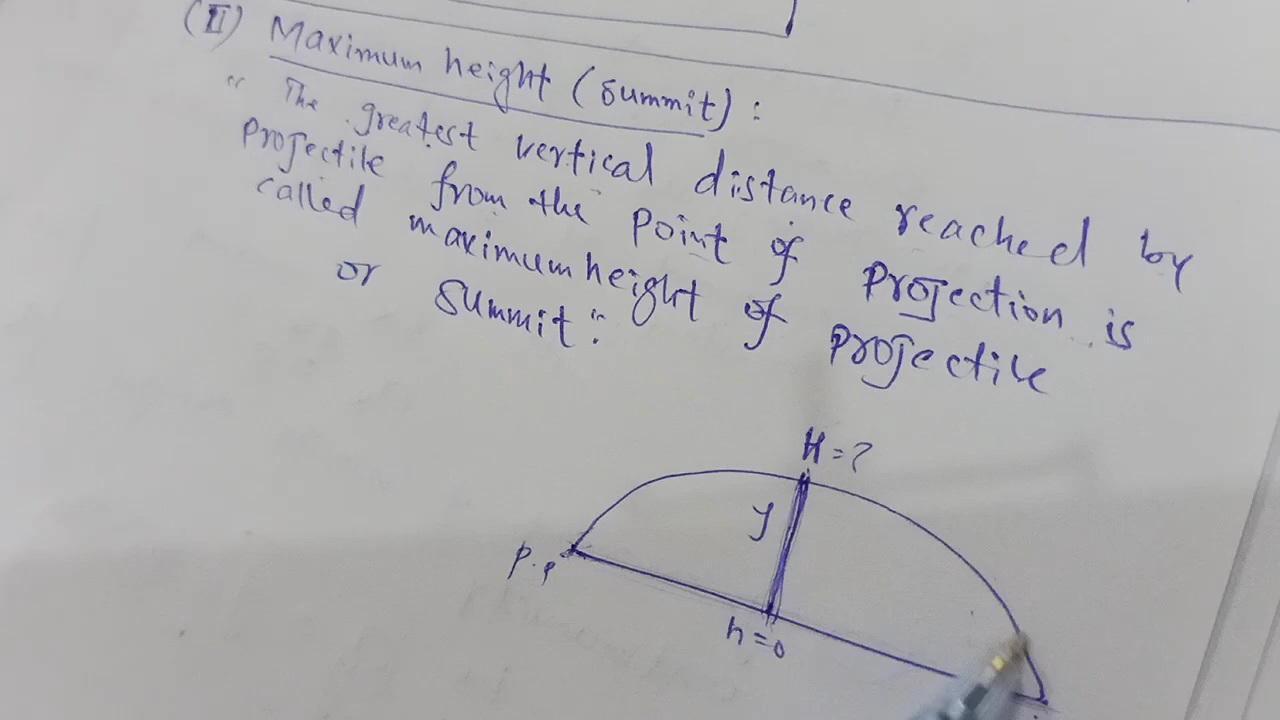 (II) Maximum height (Summit) :
" The greatest vertical distance reached by
Projectile from the point of Projection is
called maximum height of projectile
or Summit".
H = ?
y
P.P
h = 0